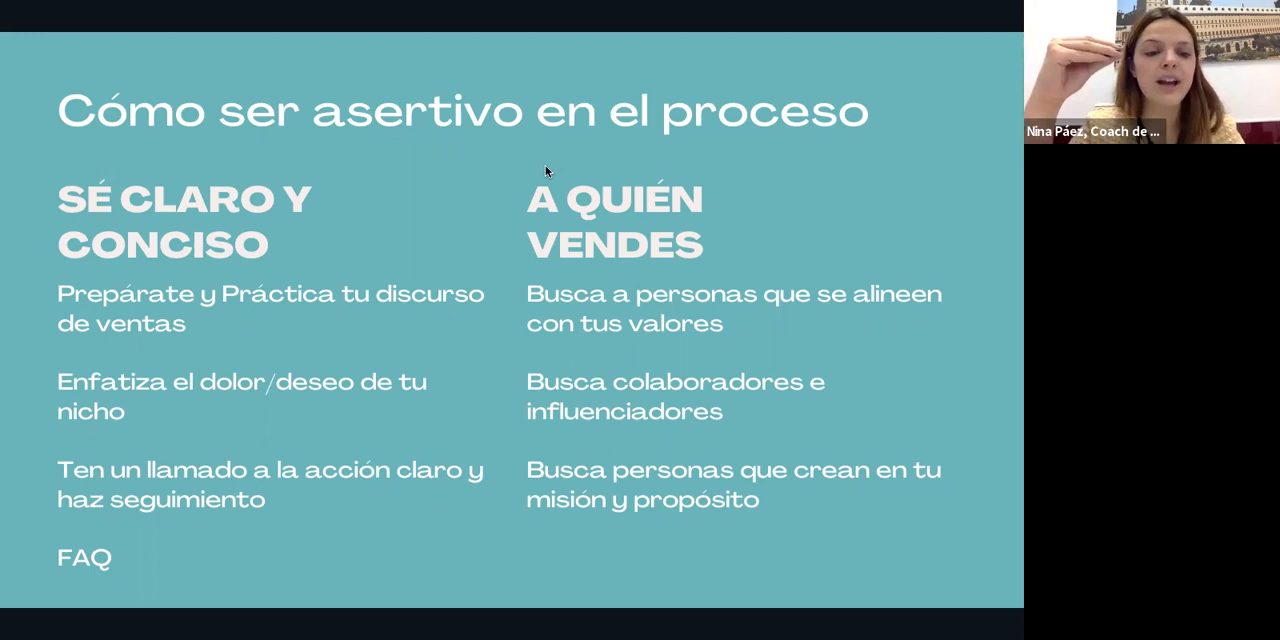 Cómo ser asertivo en el proceso
SÉ CLARO Y
CONCISO
Prepárate y Práctica tu discurso
de ventas
Enfatiza el dolor/deseo de tu
nicho
Ten un llamado a la acción claro y
haz seguimiento
FAQ
A QUIÉN
VENDES
Busca a personas que se alineen
con tus valores
Busca colaboradores e
influenciadores
Busca personas que crean en tu
misión y propósito
Nina Páez, Coach de ...